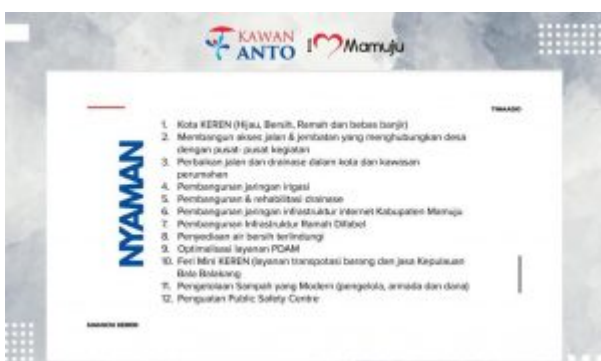 KAWAN
ANTO
I Mamuju
NYAMAN
1. Kota KEREN (Hijau, Bersih, Ramah dan bebas banjir)
2. Membangun akses jalan & jembatan yang menghubungkan desa
dengan pusat- pusat kegiatan
3. Perbaikan jalan dan drainase dalam kota dan kawasan
perumahan
4. Pembangunan jaringan irigasi
5. Pembangunan & rehabilitasi drainase
6. Pembangunan jaringan infrastruktur internet Kabupaten Mamuju
7. Pembangunan Infrastruktur Ramah Difabel
8. Penyediaan air bersih terlindungi
9. Optimalisasi layanan PDAM
10. Feri Mini KEREN (layanan transpotasi barang dan jasa Kepulauan
Bala Balakang
11. Pengelolaan Sampah yang Modern (pengelola, armada dan dana)
12. Penguatan Public Safety Centre
KEREN